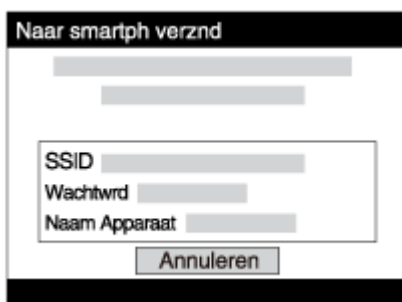 Naar smartph verznd
SSID
Wachtwrd
Naam Apparaat
Annuleren